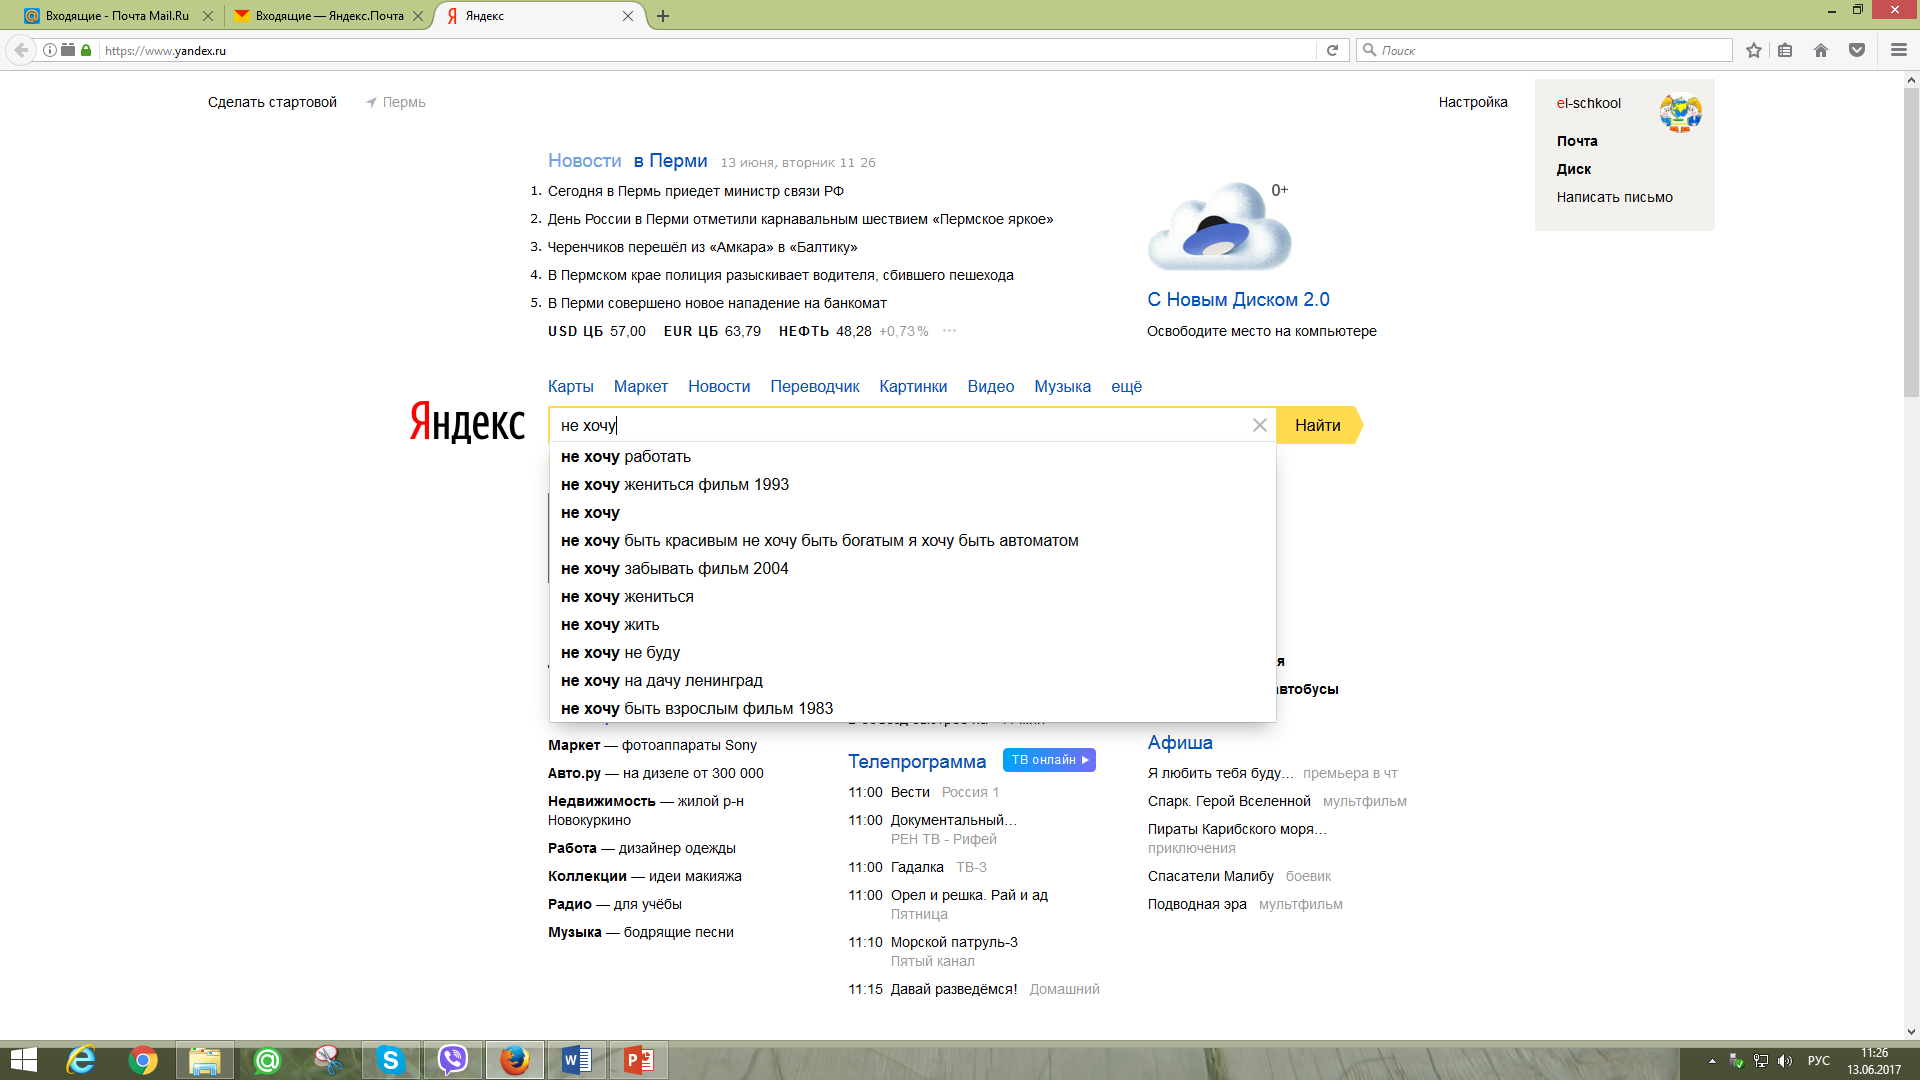 Входящие - Почта Mail.Ru
Входящие — Яндекс.Почта
Яндекс
https://www.yandex.ru
Поиск
Сделать стартовой Пермь
Настройка
el-schkool
Почта
Диск
Написать письмо
Новости в Перми 13 июня, вторник 11 26
1. Сегодня в Пермь приедет министр связи РФ
2. День России в Перми отметили карнавальным шествием «Пермское яркое»
3. Черенчиков перешёл из «Амкара» в «Балтику»
4. В Пермском крае полиция разыскивает водителя, сбившего пешехода
5. В Перми совершено новое нападение на банкомат
USD ЦБ 57,00 EUR ЦБ 63,79 НЕФТЬ 48,28 +0,73% ...
0+
С Новым Диском 2.0
Освободите место на компьютере
Карты Маркет Новости Переводчик Картинки Видео Музыка ещё
Яндекс
не хочу
Найти
не хочу работать
не хочу жениться фильм 1993
не хочу
не хочу быть красивым не хочу быть богатым я хочу быть автоматом
не хочу забывать фильм 2004
не хочу жениться
не хочу жить
не хочу не буду
не хочу на дачу ленинград
не хочу быть взрослым фильм 1983
я
автобусы
Маркет — фотоаппараты Sony
Авто.ру — на дизеле от 300 000
Недвижимость — жилой р-н
Новокуркино
Работа — дизайнер одежды
Коллекции — идеи макияжа
Радио — для учёбы
Музыка — бодрящие песни
Телепрограмма ТВ онлайн
11:00 Вести Россия 1
11:00 Документальный...
РЕН ТВ - Рифей
11:00 Гадалка ТВ-3
11:00 Орел и решка. Рай и ад
Пятница
11:10 Морской патруль-3
Пятый канал
11:15 Давай разведёмся! Домашний
Афиша
Я любить тебя буду... премьера в чт
Спарк. Герой Вселенной мультфильм
Пираты Карибского моря...
приключения
Спасатели Малибу боевик
Подводная эра мультфильм
РУС
11:26
13.06.2017